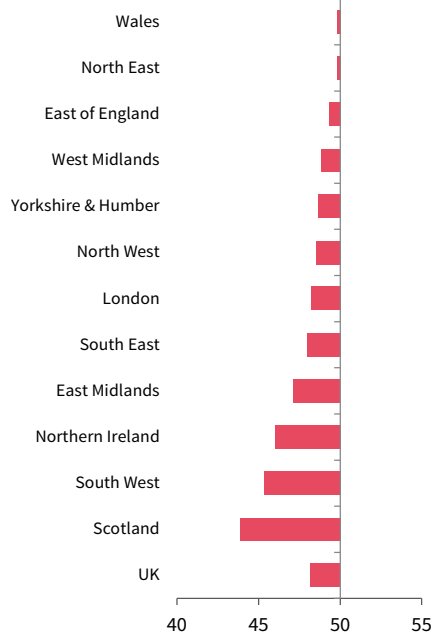 Wales
North East
East of England
West Midlands
Yorkshire & Humber
North West
London
South East
East Midlands
Northern Ireland
South West
Scotland
UK
40 45 50 55